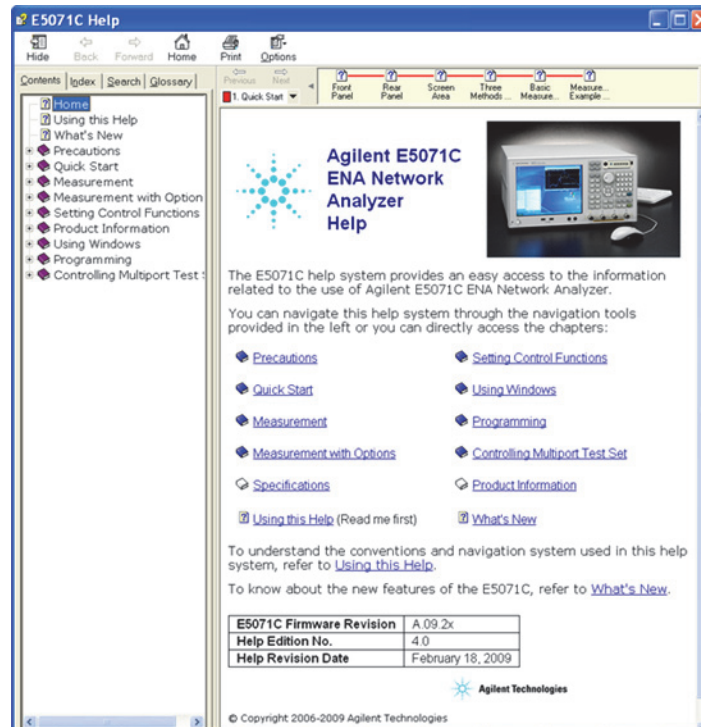 E5071C Help
Hide Back Forward Home Print Options
Contents Index Search Glossary
Home
Using this Help
What's New
Precautions
Quick Start
Measurement
Measurement with Option
Setting Control Functions
Product Information
Using Windows
Programming
Controlling Multiport Test S
Previous Next
1. Quick Start
Front Panel
Rear Panel
Screen Area
Three Methods ...
Basic Measure...
Measure... Example ...
Agilent E5071C
ENA Network
Analyzer
Help
The E5071C help system provides an easy access to the information
related to the use of Agilent E5071C ENA Network Analyzer.
You can navigate this help system through the navigation tools
provided in the left or you can directly access the chapters:
Precautions Setting Control Functions
Quick Start Using Windows
Measurement Programming
Measurement with Options Controlling Multiport Test Set
Specifications Product Information
Using this Help (Read me first) What's New
To understand the conventions and navigation system used in this help
system, refer to Using this Help.
To know about the new features of the E5071C, refer to What's New.
E5071C Firmware Revision A.09.2x
Help Edition No. 4.0
Help Revision Date February 18, 2009
Agilent Technologies
© Copyright 2006-2009 Agilent Technologies